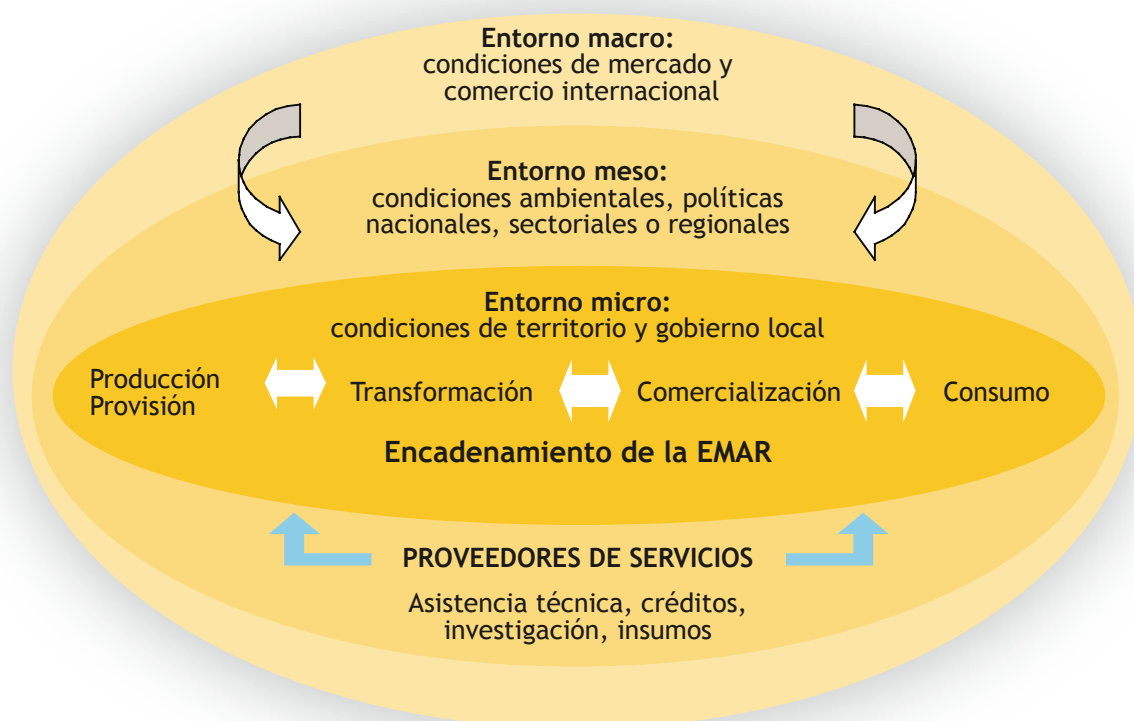 Entorno macro:
condiciones de mercado y
comercio internacional
Entorno meso:
condiciones ambientales, políticas
nacionales, sectoriales o regionales
Entorno micro:
condiciones de territorio y gobierno local
Producción
Provisión
Transformación
Comercialización
Consumo
Encadenamiento de la EMAR
PROVEEDORES DE SERVICIOS
Asistencia técnica, créditos,
investigación, insumos